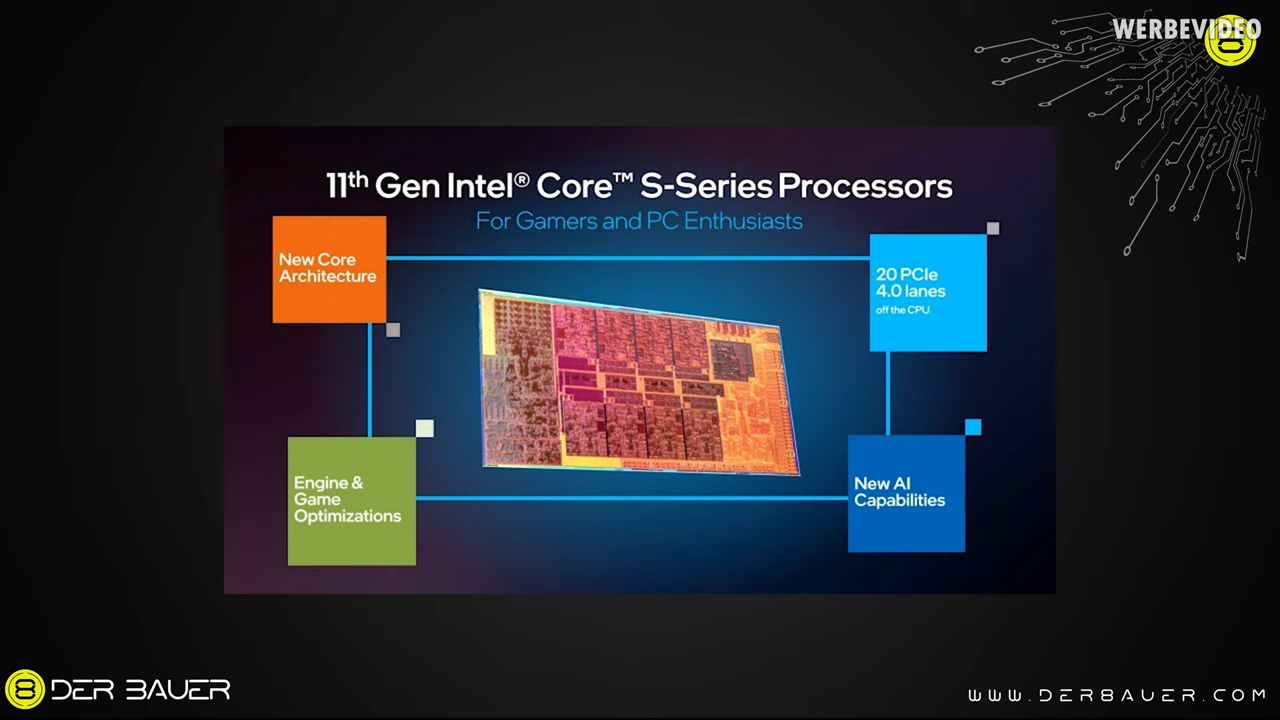 WERBEVIDEO
11th Gen Intel® Core™ S-Series Processors
For Gamers and PC Enthusiasts
New Core
Architecture
20 PCIe
4.0 lanes
off the CPU
Engine &
Game
Optimizations
New AI
Capabilities
8 DER BAUER
WWW.DER8AUER.COM